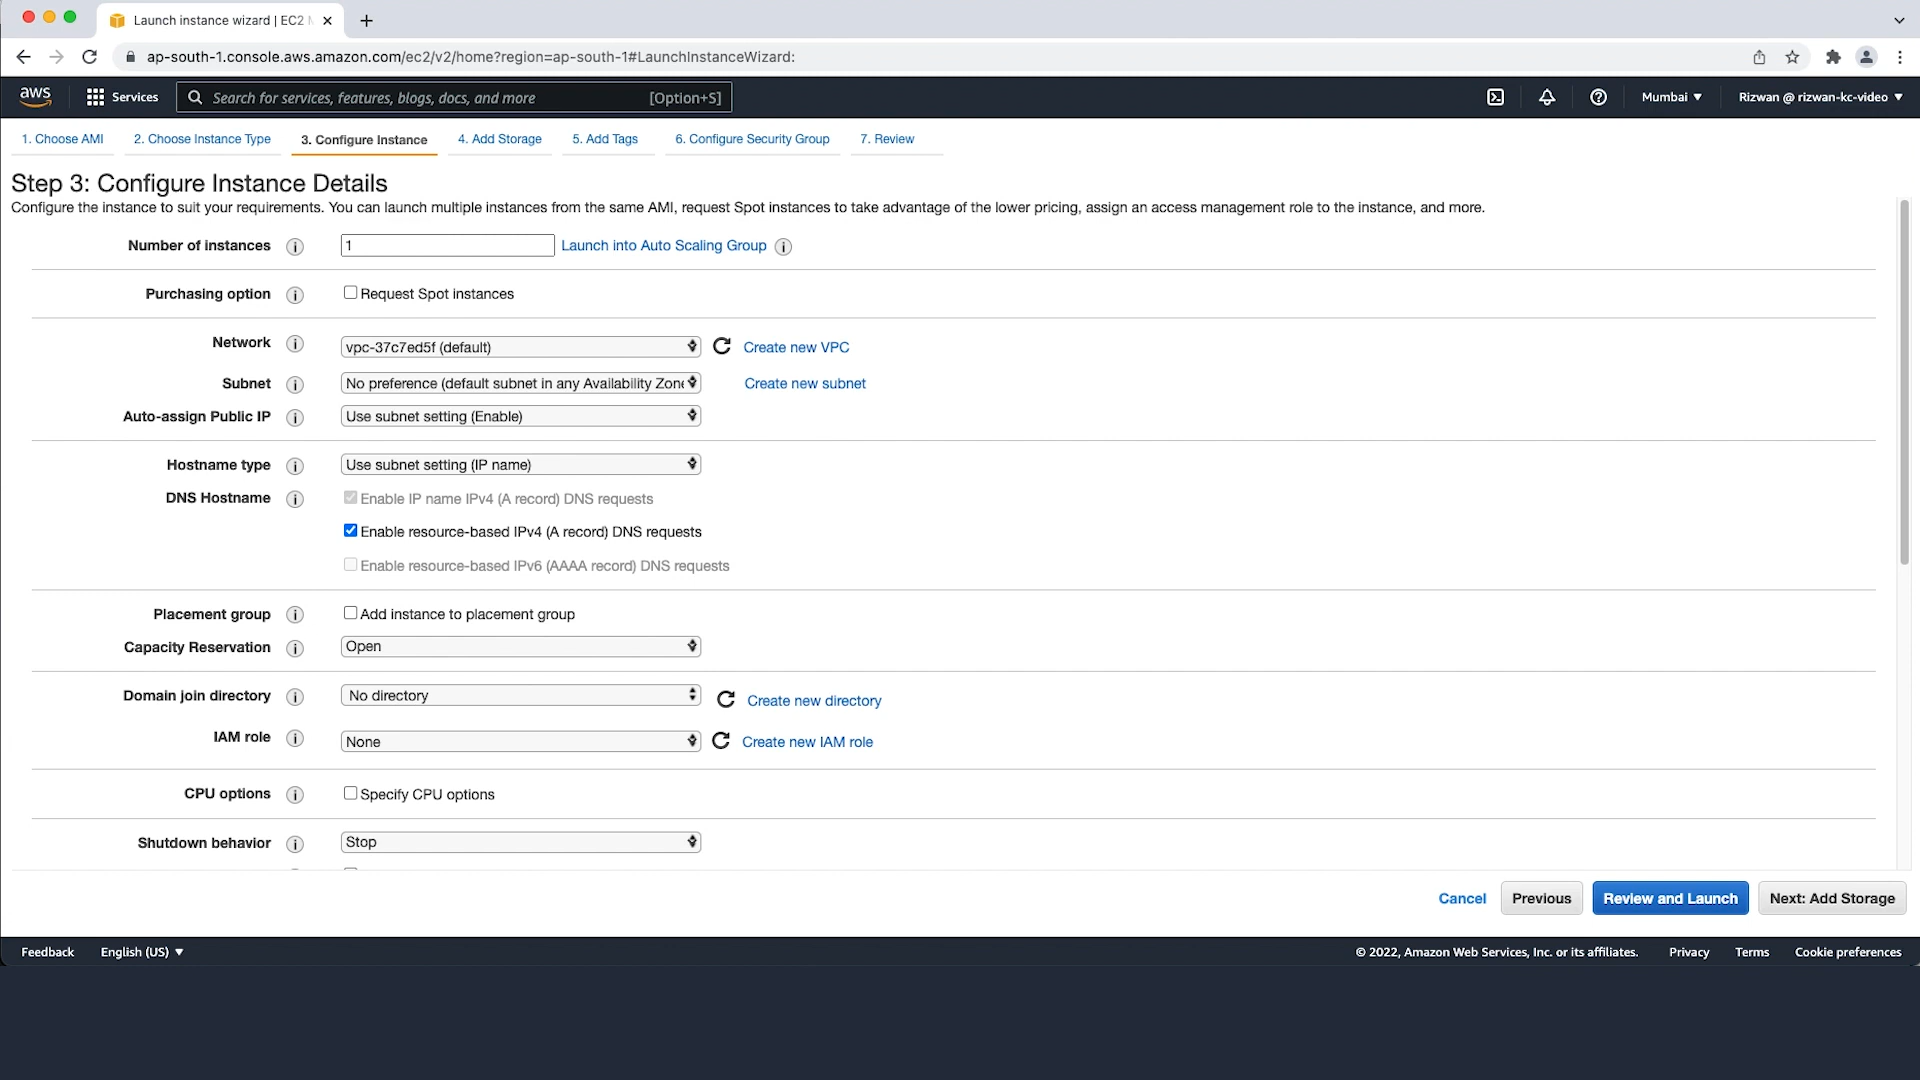 Launch instance wizard | EC2 M
ap-south-1.console.aws.amazon.com/ec2/v2/home?region=ap-south-1#LaunchInstanceWizard:
aws Services Search for services, features, blogs, docs, and more [Option+S] Mumbai ▼ Rizwan @ rizwan-kc-video ▼
1. Choose AMI 2. Choose Instance Type 3. Configure Instance 4. Add Storage 5. Add Tags 6. Configure Security Group 7. Review
Step 3: Configure Instance Details
Configure the instance to suit your requirements. You can launch multiple instances from the same AMI, request Spot instances to take advantage of the lower pricing, assign an access management role to the instance, and more.
Number of instances i 1 Launch into Auto Scaling Group i
Purchasing option i Request Spot instances
Network i vpc-37c7ed5f (default) Create new VPC
Subnet i No preference (default subnet in any Availability Zone Create new subnet
Auto-assign Public IP i Use subnet setting (Enable)
Hostname type i Use subnet setting (IP name)
DNS Hostname i Enable IP name IPv4 (A record) DNS requests
Enable resource-based IPv4 (A record) DNS requests
Enable resource-based IPv6 (AAAA record) DNS requests
Placement group i Add instance to placement group
Capacity Reservation i Open
Domain join directory i No directory Create new directory
IAM role i None Create new IAM role
CPU options i Specify CPU options
Shutdown behavior i Stop
Cancel Previous Review and Launch Next: Add Storage
Feedback English (US) ▼ © 2022, Amazon Web Services, Inc. or its affiliates. Privacy Terms Cookie preferences